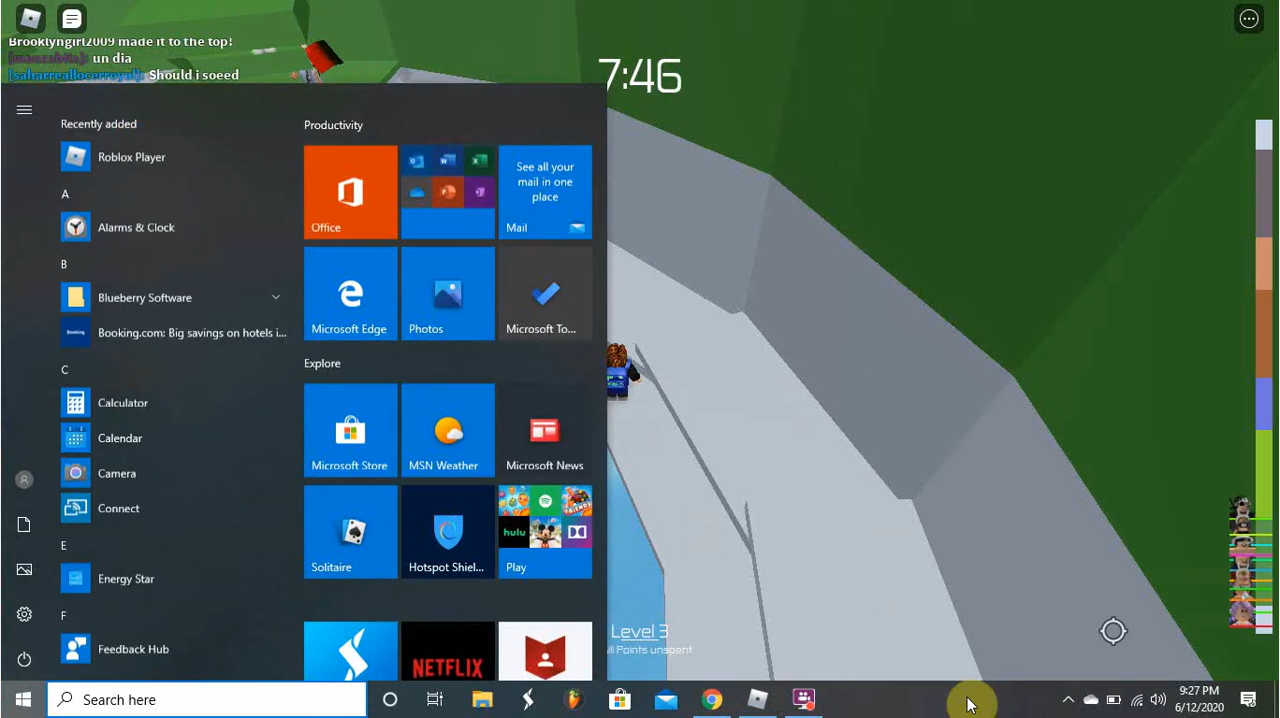 Brooklyngirl2009 made it to the top!
un dia
[saharreallocerroyal]: Should i soeed
7:46
Recently added
Roblox Player
A
Alarms & Clock
B
Blueberry Software
Booking.com: Big savings on hotels i...
C
Calculator
Calendar
Camera
Connect
E
Energy Star
F
Feedback Hub
Productivity
Office
See all your
mail in one
place
Mail
Microsoft Edge
Photos
Microsoft To...
Explore
Microsoft Store
MSN Weather
Microsoft News
Solitaire
Hotspot Shiel...
hulu
Play
NETFLIX
Level 3
Points unspent
Search here
9:27 PM
6/12/2020